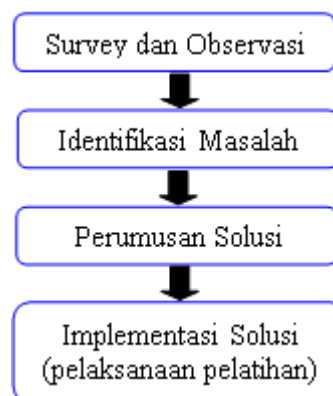 Survey dan Observasi
Identifikasi Masalah
Perumusan Solusi
Implementasi Solusi
(pelaksanaan pelatihan)